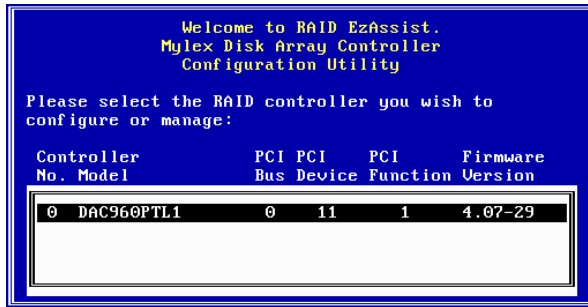 Welcome to RAID EzAssist.
Mylex Disk Array Controller
Configuration Utility
Please select the RAID controller you wish to
configure or manage:
Controller PCI PCI PCI Firmware
No. Model Bus Device Function Version
0 DAC960PTL1 0 11 1 4.07-29